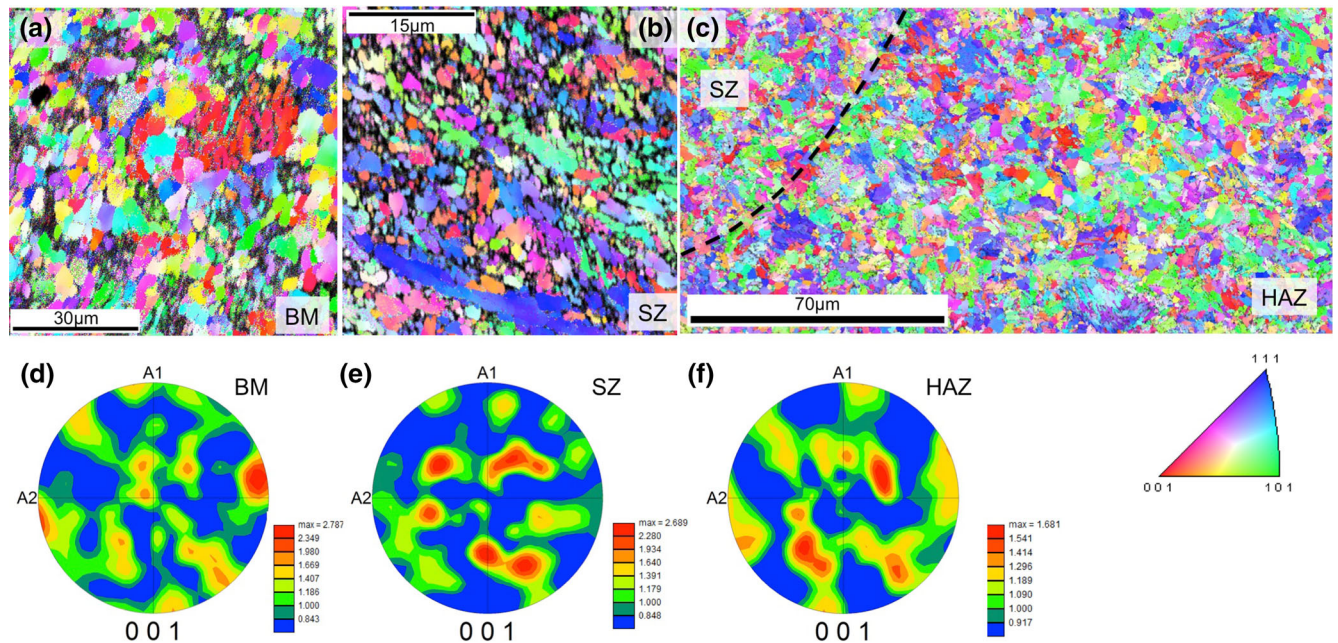 (a)
BM
30μm
15μm
(b)
SZ
(c)
SZ
HAZ
70μm
(d)
BM
A1
A2
0 0 1
max = 2.787
2.349
1.980
1.669
1.407
1.186
1.000
0.843
(e)
SZ
A1
A2
0 0 1
max = 2.689
2.280
1.934
1.640
1.391
1.179
1.000
0.848
(f)
HAZ
A1
A2
0 0 1
max = 1.681
1.541
1.414
1.296
1.189
1.090
1.000
0.917
1 1 1
0 0 1
1 0 1